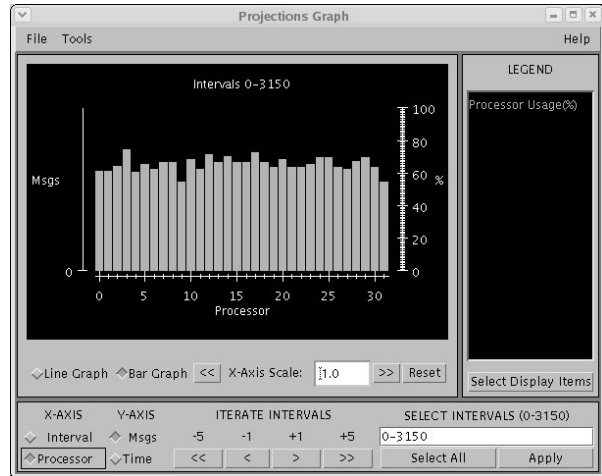 Projections Graph
File Tools Help
Intervals 0-3150
Msgs
0
100
80
60 %
40
20
0
0 5 10 15 20 25 30
Processor
LEGEND
Processor Usage(%)
Line Graph Bar Graph << X-Axis Scale: 1.0 >> Reset
Select Display Items
X-AXIS Y-AXIS ITERATE INTERVALS SELECT INTERVALS (0-3150)
Interval Msgs -5 -1 +1 +5 0-3150
Processor Time << < > >> Select All Apply